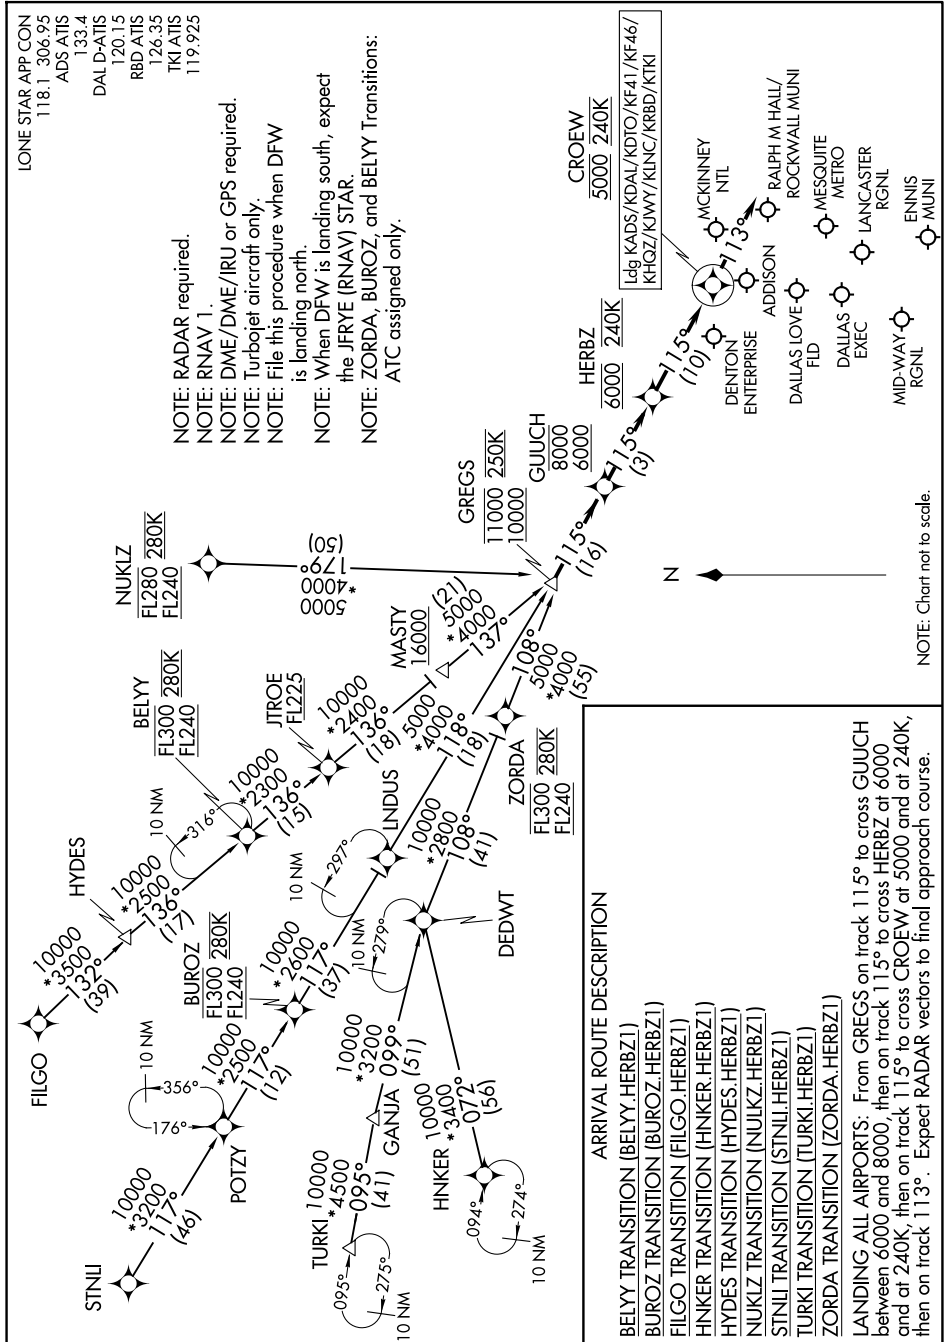 LONE STAR APP CON
118.1 306.95
ADS ATIS
133.4
DAL D-ATIS
120.15
RBD ATIS
126.35
TKI ATIS
119.925
NOTE: RADAR required.
NOTE: RNAV 1.
NOTE: DME/DME/IRU or GPS required.
NOTE: Turbojet aircraft only.
NOTE: File this procedure when DFW
is landing north.
NOTE: When DFW is landing south, expect
the JFRYE (RNAV) STAR.
NOTE: ZORDA, BUROZ, and BELYY Transitions:
ATC assigned only.
CROEW
5000 240K
Ldg KADS/KDAL/KDTO/KF41/KF46/
KHQZ/KJWY/KLNC/KRBD/KTKI
MCKINNEY
NTL
RALPH M HALL/
ROCKWALL MUNI
MESQUITE
METRO
LANCASTER
RGNL
ENNIS
MUNI
113°
ADDISON
DENTON
ENTERPRISE
DALLAS LOVE
FLD
DALLAS
EXEC
MID-WAY
RGNL
HERBZ
6000 240K
115°
(10)
GUUCH
8000
6000
115°
(3)
GREGS
11000 250K
10000
115°
(16)
NUKLZ
FL280 280K
FL240
5000
*4000
179°
(50)
MASTY
16000
(21)
5000
*4000
137°
BELYY
FL300 280K
FL240
10 NM
316°
10000
*2300
136°
(15)
JTROE
FL225
10000
*2400
136°
(18)
HYDES
10000
*2500
136°
(17)
FILGO
10000
*3500
132°
(39)
LNDUS
10 NM
297°
5000
*4000
118°
(18)
BUROZ
FL300 280K
FL240
10000
*2600
117°
(37)
POTZY
10 NM
356°
176°
10000
*2500
117°
(12)
STNLI
10000
*3200
117°
(46)
ZORDA
FL300 280K
FL240
108°
5000
*4000
(55)
DEDWT
10 NM
279°
10000
*2800
108°
(41)
GANJA
10000
*3200
099°
(51)
TURKI
10000
*4500
095°
(41)
095°
275°
10 NM
HNKER
10000
*3400
072°
(56)
094°
274°
10 NM
N
NOTE: Chart not to scale.
ARRIVAL ROUTE DESCRIPTION
BELYY TRANSITION (BELYY.HERBZ1)
BUROZ TRANSITION (BUROZ.HERBZ1)
FILGO TRANSITION (FILGO.HERBZ1)
HNKER TRANSITION (HNKER.HERBZ1)
HYDES TRANSITION (HYDES.HERBZ1)
NUKLZ TRANSITION (NULKZ.HERBZ1)
STNLI TRANSITION (STNLI.HERBZ1)
TURKI TRANSITION (TURKI.HERBZ1)
ZORDA TRANSITION (ZORDA.HERBZ1)
LANDING ALL AIRPORTS: From GREGS on track 115° to cross GUUCH
between 6000 and 8000, then on track 115° to cross HERBZ at 6000
and at 240K, then on track 115° to cross CROEW at 5000 and at 240K,
then on track 113°. Expect RADAR vectors to final approach course.